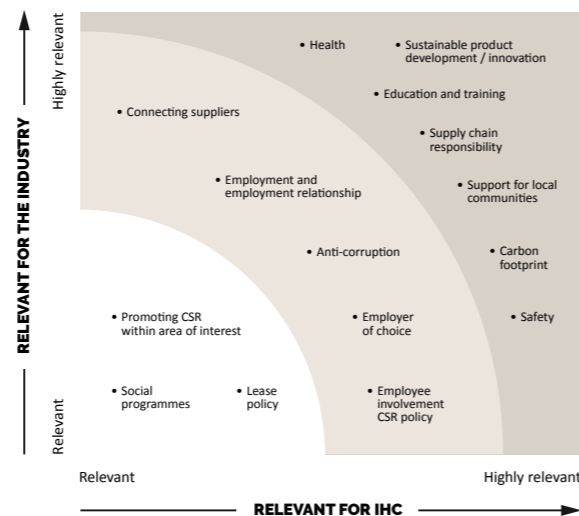 RELEVANT FOR THE INDUSTRY
Highly relevant
Relevant
• Health
• Sustainable product
development / innovation
• Education and training
• Connecting suppliers
• Supply chain
responsibility
• Employment and
employment relationship
• Support for local
communities
• Anti-corruption
• Carbon
footprint
• Promoting CSR
within area of interest
• Employer
of choice
• Safety
• Social
programmes
• Lease
policy
• Employee
involvement
CSR policy
Relevant
Highly relevant
RELEVANT FOR IHC